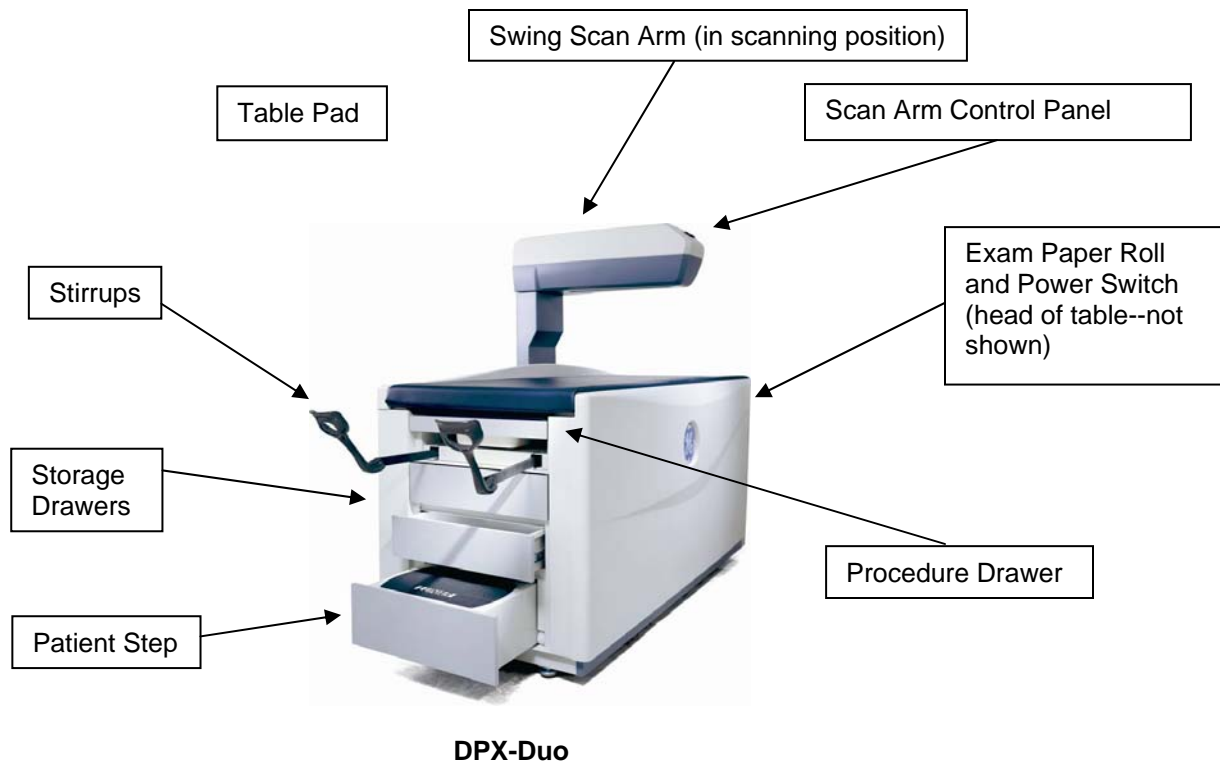 Swing Scan Arm (in scanning position)
Table Pad
Scan Arm Control Panel
Exam Paper Roll
and Power Switch
(head of table--not
shown)
Stirrups
Storage
Drawers
Procedure Drawer
Patient Step
DPX-Duo